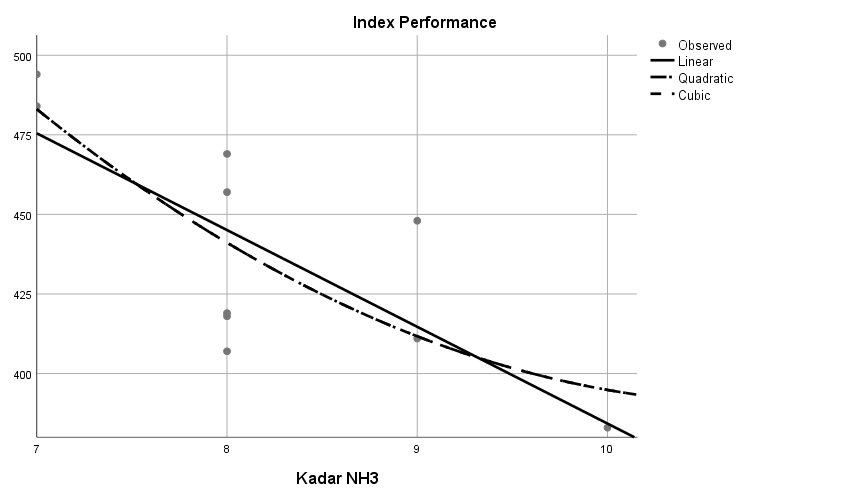 Index Performance
500
475
450
425
400
7
8
9
10
Kadar NH3
Observed
Linear
Quadratic
Cubic